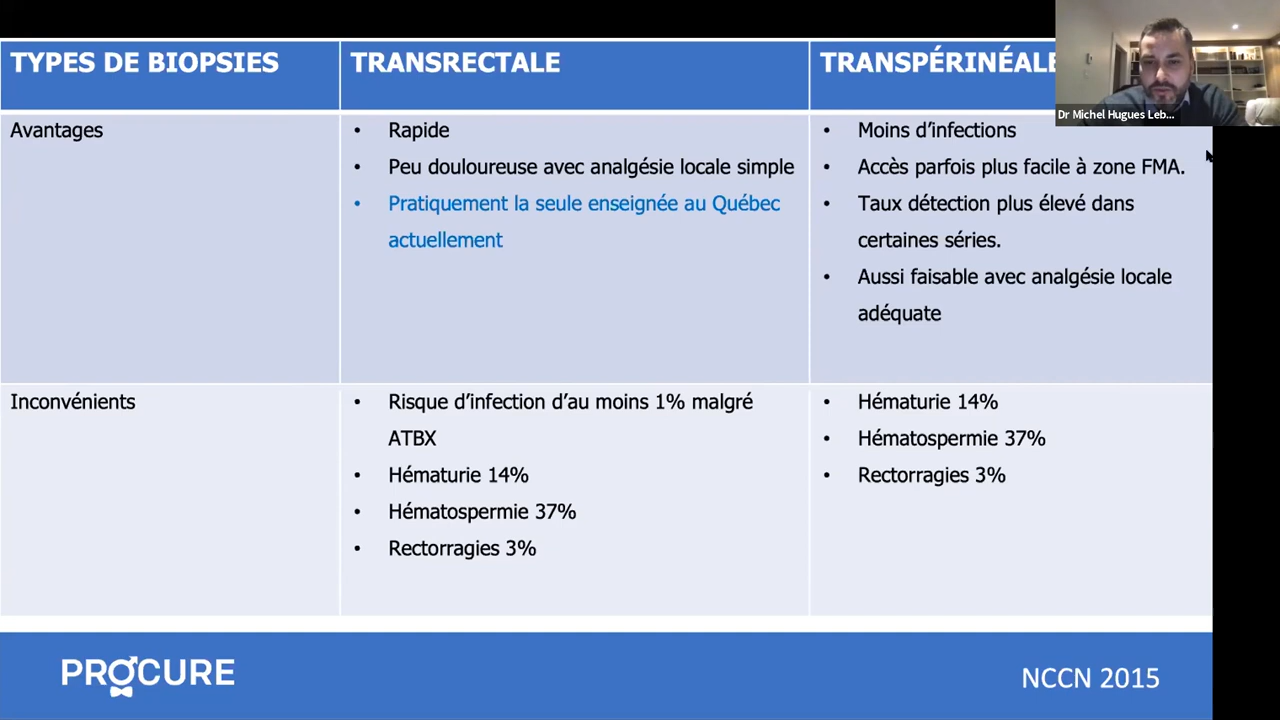 TYPES DE BIOPSIES
TRANSRECTALE
TRANSPÉRINÉALE
Dr Michel Hugues Leb...
Avantages
• Rapide
• Peu douloureuse avec analgésie locale simple
• Pratiquement la seule enseignée au Québec
actuellement
• Moins d’infections
• Accès parfois plus facile à zone FMA.
• Taux détection plus élevé dans
certaines séries.
• Aussi faisable avec analgésie locale
adéquate
Inconvénients
• Risque d’infection d’au moins 1% malgré
ATBX
• Hématurie 14%
• Hématospermie 37%
• Rectorragies 3%
• Hématurie 14%
• Hématospermie 37%
• Rectorragies 3%
PROCURE
NCCN 2015